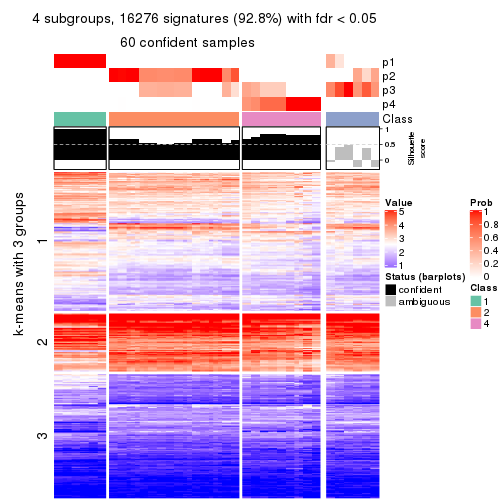 4 subgroups, 16276 signatures (92.8%) with fdr < 0.05
60 confident samples
p1
p2
p3
p4
Class
1
0.5
0
Silhouette
score
k-means with 3 groups
1
2
3
Value
5
4
3
2
1
Status (barplots)
confident
ambiguous
Prob
1
0.8
0.6
0.4
0.2
0
Class
1
2
4